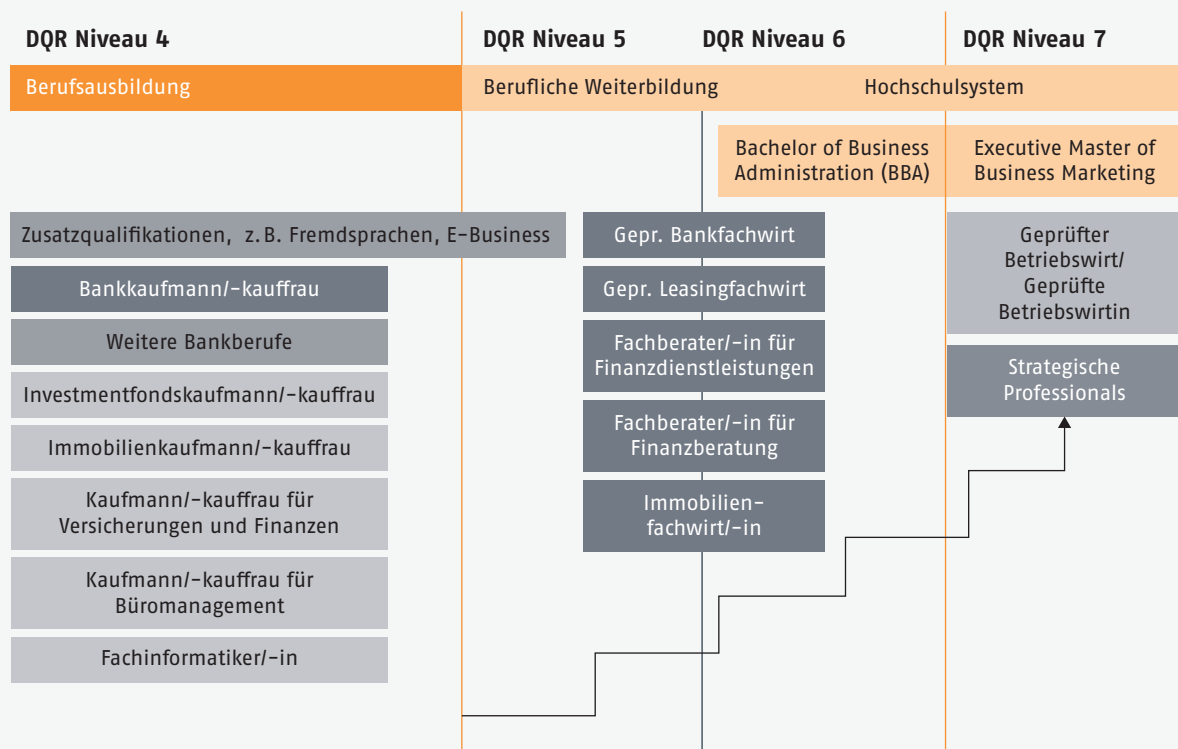 DQR Niveau 4
DQR Niveau 5
DQR Niveau 6
DQR Niveau 7
Berufsausbildung
Berufliche Weiterbildung
Hochschulsystem
Bachelor of Business
Administration (BBA)
Executive Master of
Business Marketing
Zusatzqualifikationen, z.B. Fremdsprachen, E-Business
Bankkaufmann/-kauffrau
Weitere Bankberufe
Investmentfondskaufmann/-kauffrau
Immobilienkaufmann/-kauffrau
Kaufmann/-kauffrau für
Versicherungen und Finanzen
Kaufmann/-kauffrau für
Büromanagement
Fachinformatiker/-in
Gepr. Bankfachwirt
Gepr. Leasingfachwirt
Fachberater/-in für
Finanzdienstleistungen
Fachberater/-in für
Finanzberatung
Immobilien-
fachwirt/-in
Geprüfter
Betriebswirt/
Geprüfte
Betriebswirtin
Strategische
Professionals